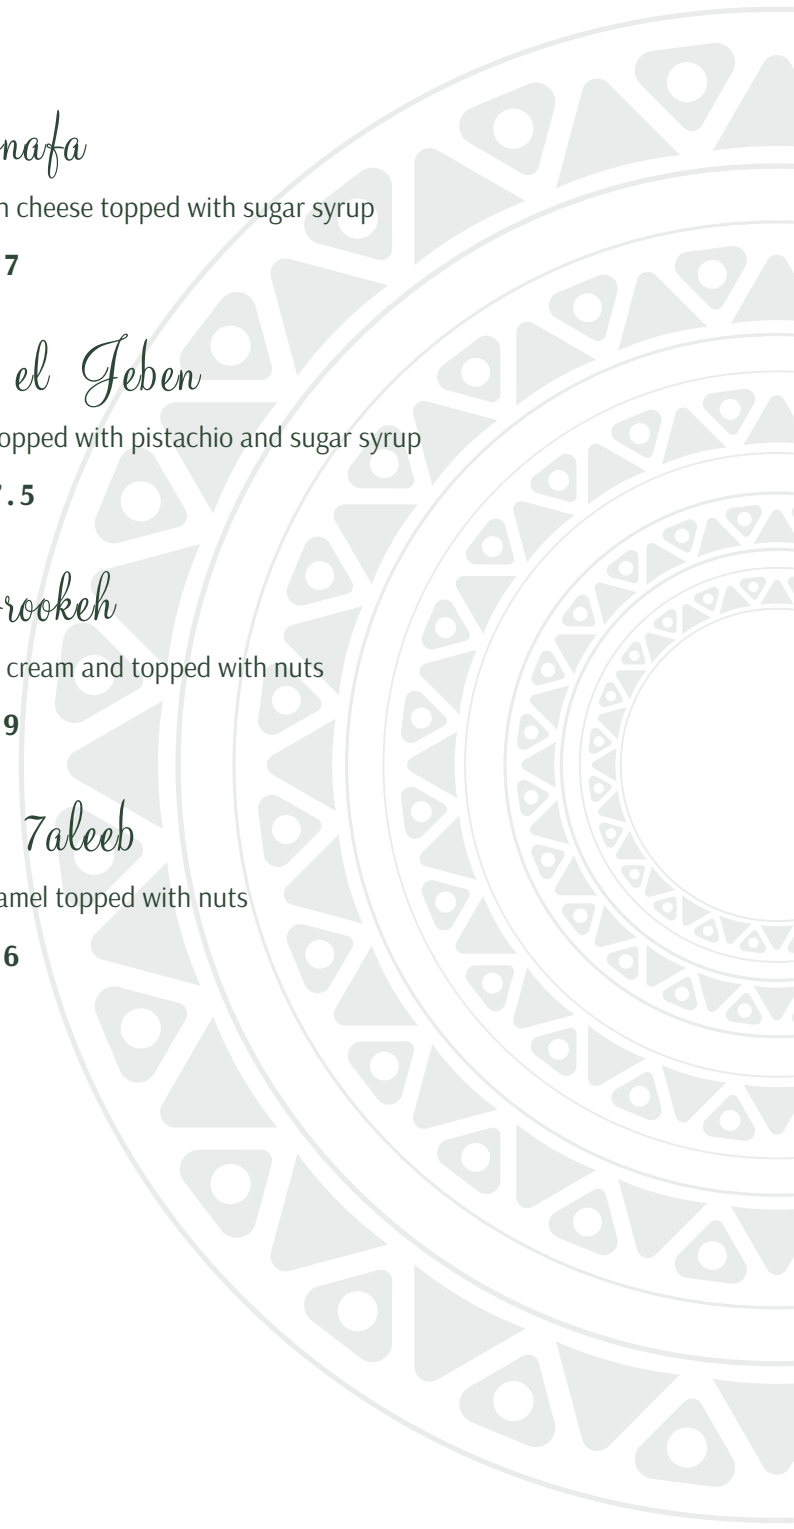 nafa
n cheese topped with sugar syrup
7
el Jeben
opped with pistachio and sugar syrup
7.5
rookeh
cream and topped with nuts
9
7aleeb
amel topped with nuts
6